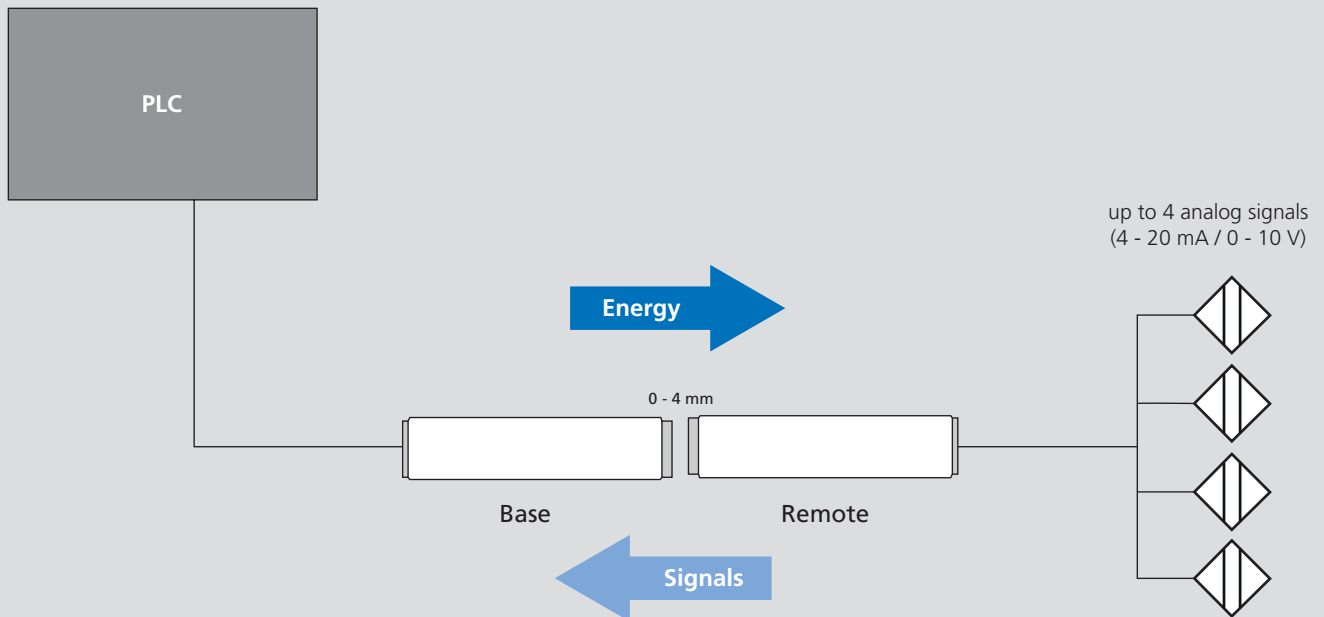 PLC
up to 4 analog signals
(4 - 20 mA / 0 - 10 V)
Energy
0 - 4 mm
Base
Remote
Signals